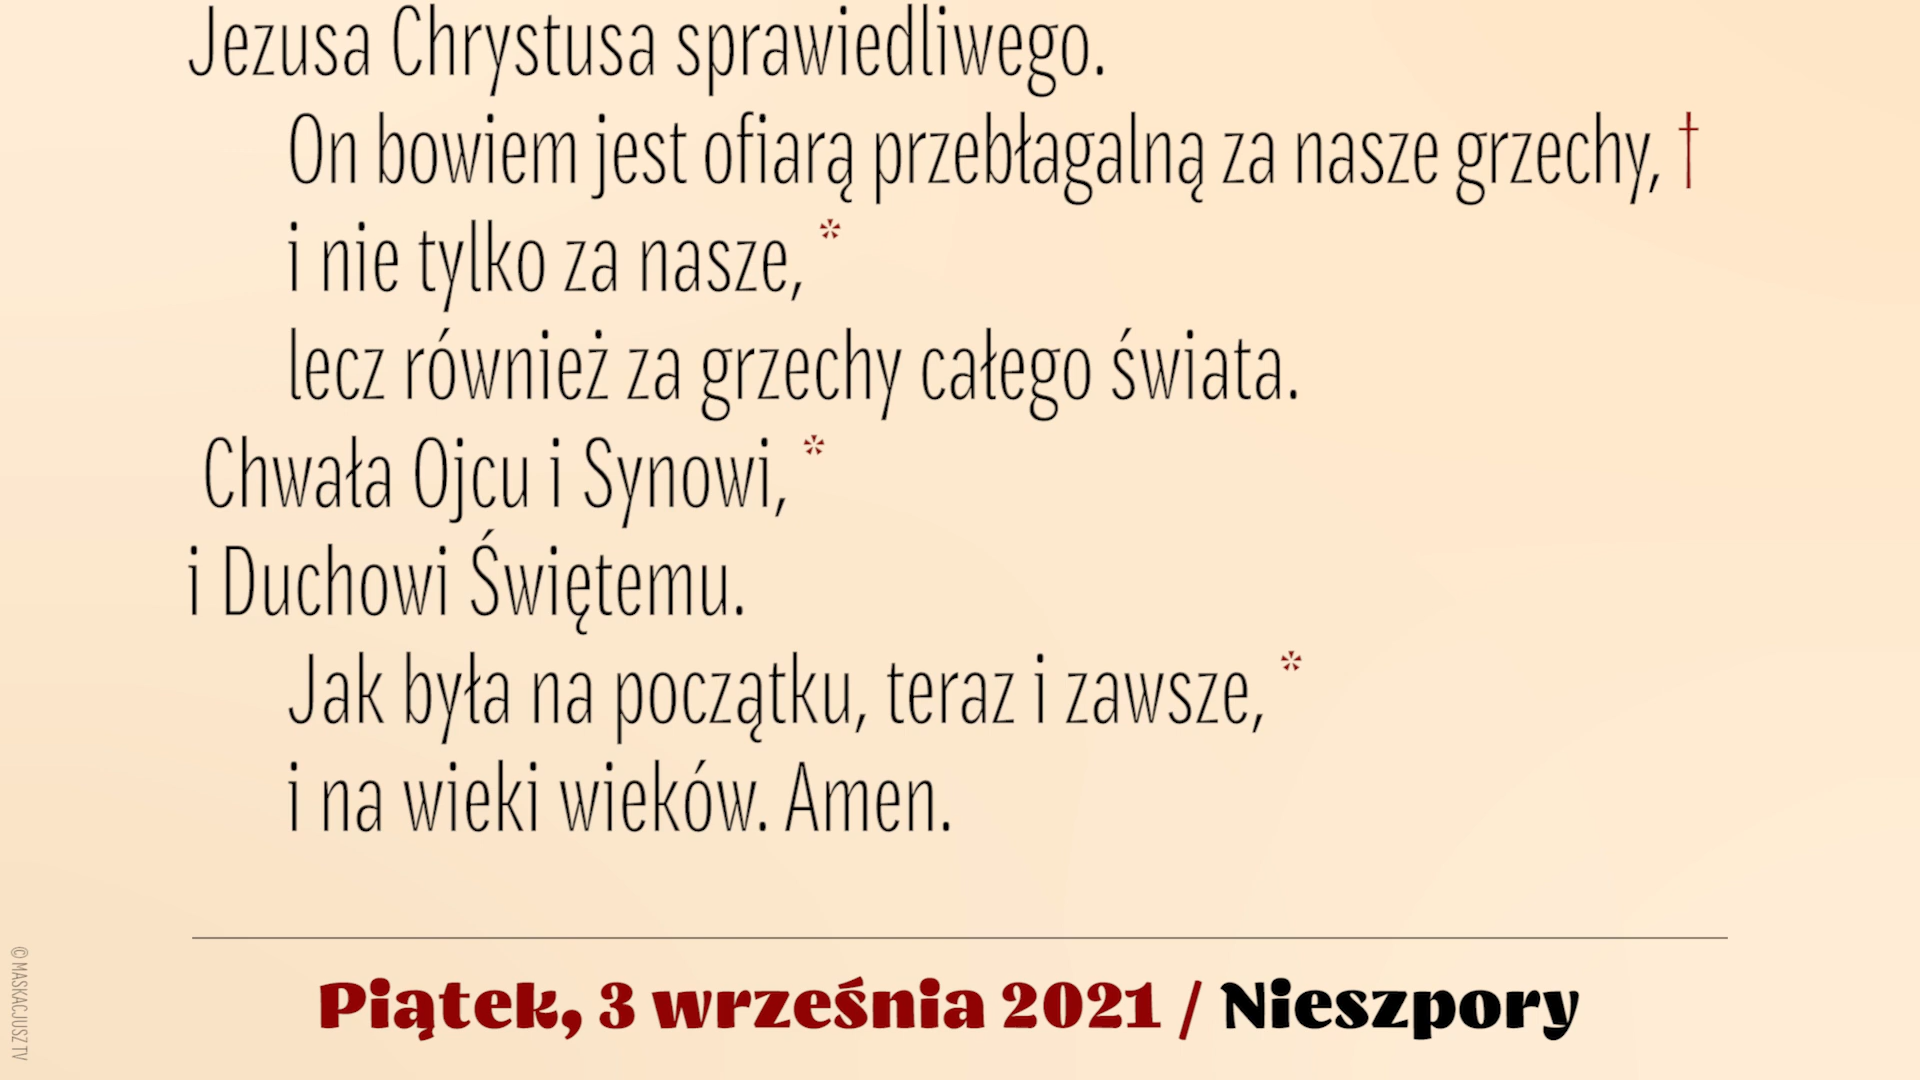 Jezusa Chrystusa sprawiedliwego.
On bowiem jest ofiarą przebłagalną za nasze grzechy, †
i nie tylko za nasze, *
lecz również za grzechy całego świata.
Chwała Ojcu i Synowi, *
i Duchowi Świętemu.
Jak była na początku, teraz i zawsze, *
i na wieki wieków. Amen.
Piątek, 3 września 2021 / Nieszpory
© MASKACJUSZ TV